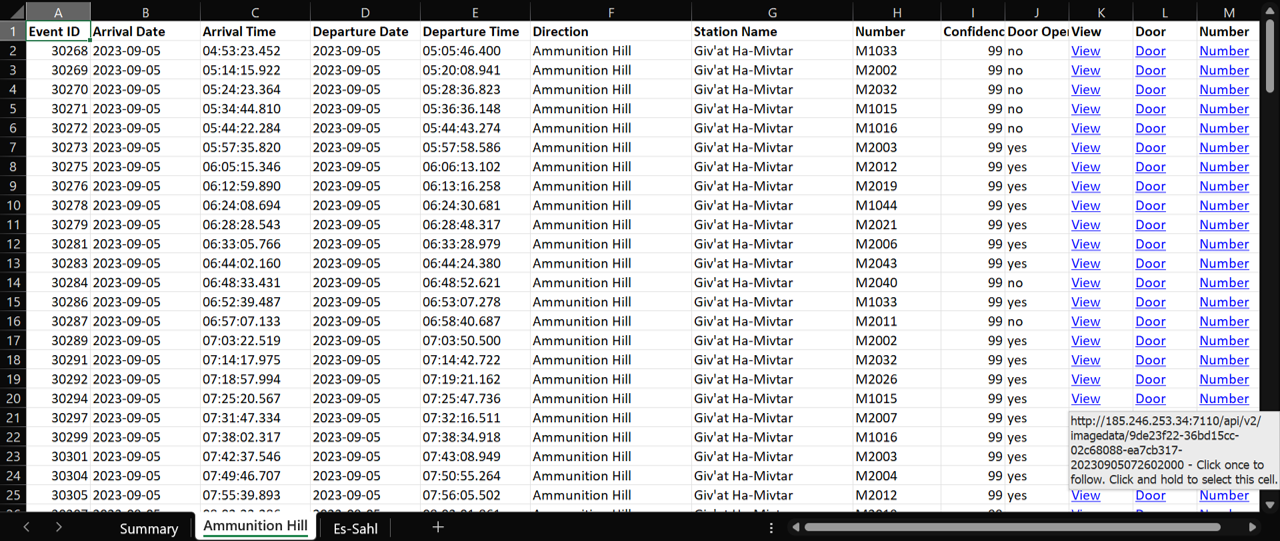 A B C D E F G H I J K L M
1 Event ID Arrival Date Arrival Time Departure Date Departure Time Direction Station Name Number Confidenc Door Ope View Door Number
2 30268 2023-09-05 04:53:23.452 2023-09-05 05:05:46.400 Ammunition Hill Giv'at Ha-Mivtar M1033 99 no View Door Number
3 30269 2023-09-05 05:14:15.922 2023-09-05 05:20:08.941 Ammunition Hill Giv'at Ha-Mivtar M2002 99 no View Door Number
4 30270 2023-09-05 05:24:23.364 2023-09-05 05:28:36.823 Ammunition Hill Giv'at Ha-Mivtar M2032 99 no View Door Number
5 30271 2023-09-05 05:34:44.810 2023-09-05 05:36:36.148 Ammunition Hill Giv'at Ha-Mivtar M1015 99 no View Door Number
6 30272 2023-09-05 05:44:22.284 2023-09-05 05:44:43.274 Ammunition Hill Giv'at Ha-Mivtar M1016 99 no View Door Number
7 30273 2023-09-05 05:57:35.820 2023-09-05 05:57:58.586 Ammunition Hill Giv'at Ha-Mivtar M2003 99 yes View Door Number
8 30275 2023-09-05 06:05:15.346 2023-09-05 06:06:13.102 Ammunition Hill Giv'at Ha-Mivtar M2012 99 yes View Door Number
9 30276 2023-09-05 06:12:59.890 2023-09-05 06:13:16.258 Ammunition Hill Giv'at Ha-Mivtar M2019 99 yes View Door Number
10 30278 2023-09-05 06:24:08.694 2023-09-05 06:24:30.681 Ammunition Hill Giv'at Ha-Mivtar M1044 99 yes View Door Number
11 30279 2023-09-05 06:28:28.543 2023-09-05 06:28:48.317 Ammunition Hill Giv'at Ha-Mivtar M2021 99 yes View Door Number
12 30281 2023-09-05 06:33:05.766 2023-09-05 06:33:28.979 Ammunition Hill Giv'at Ha-Mivtar M2006 99 yes View Door Number
13 30283 2023-09-05 06:44:02.160 2023-09-05 06:44:24.380 Ammunition Hill Giv'at Ha-Mivtar M2043 99 yes View Door Number
14 30284 2023-09-05 06:48:33.431 2023-09-05 06:48:52.621 Ammunition Hill Giv'at Ha-Mivtar M2040 99 no View Door Number
15 30286 2023-09-05 06:52:39.487 2023-09-05 06:53:07.278 Ammunition Hill Giv'at Ha-Mivtar M1033 99 yes View Door Number
16 30287 2023-09-05 06:57:07.133 2023-09-05 06:58:40.687 Ammunition Hill Giv'at Ha-Mivtar M2011 99 no View Door Number
17 30289 2023-09-05 07:03:22.519 2023-09-05 07:03:50.500 Ammunition Hill Giv'at Ha-Mivtar M2002 99 yes View Door Number
18 30291 2023-09-05 07:14:17.975 2023-09-05 07:14:42.722 Ammunition Hill Giv'at Ha-Mivtar M2032 99 yes View Door Number
19 30292 2023-09-05 07:18:57.994 2023-09-05 07:19:21.162 Ammunition Hill Giv'at Ha-Mivtar M2026 99 yes View Door Number
20 30294 2023-09-05 07:25:20.567 2023-09-05 07:25:47.736 Ammunition Hill Giv'at Ha-Mivtar M1015 99 yes View Door Number
21 30297 2023-09-05 07:31:47.334 2023-09-05 07:32:16.511 Ammunition Hill Giv'at Ha-Mivtar M2007 99 yes
22 30299 2023-09-05 07:38:02.317 2023-09-05 07:38:34.918 Ammunition Hill Giv'at Ha-Mivtar M1016 99 yes
23 30301 2023-09-05 07:42:37.546 2023-09-05 07:43:08.949 Ammunition Hill Giv'at Ha-Mivtar M2003 99 yes
24 30304 2023-09-05 07:49:46.707 2023-09-05 07:50:55.264 Ammunition Hill Giv'at Ha-Mivtar M2004 99 yes
25 30305 2023-09-05 07:55:39.893 2023-09-05 07:56:05.502 Ammunition Hill Giv'at Ha-Mivtar M2012 99 yes View Door Number
http://185.246.253.34:7110/api/v2/
imagedata/9de23f22-36bd15cc-
02c68088-ea7cb317-
20230905072602000 - Click once to
follow. Click and hold to select this cell.
Summary Ammunition Hill Es-Sahl